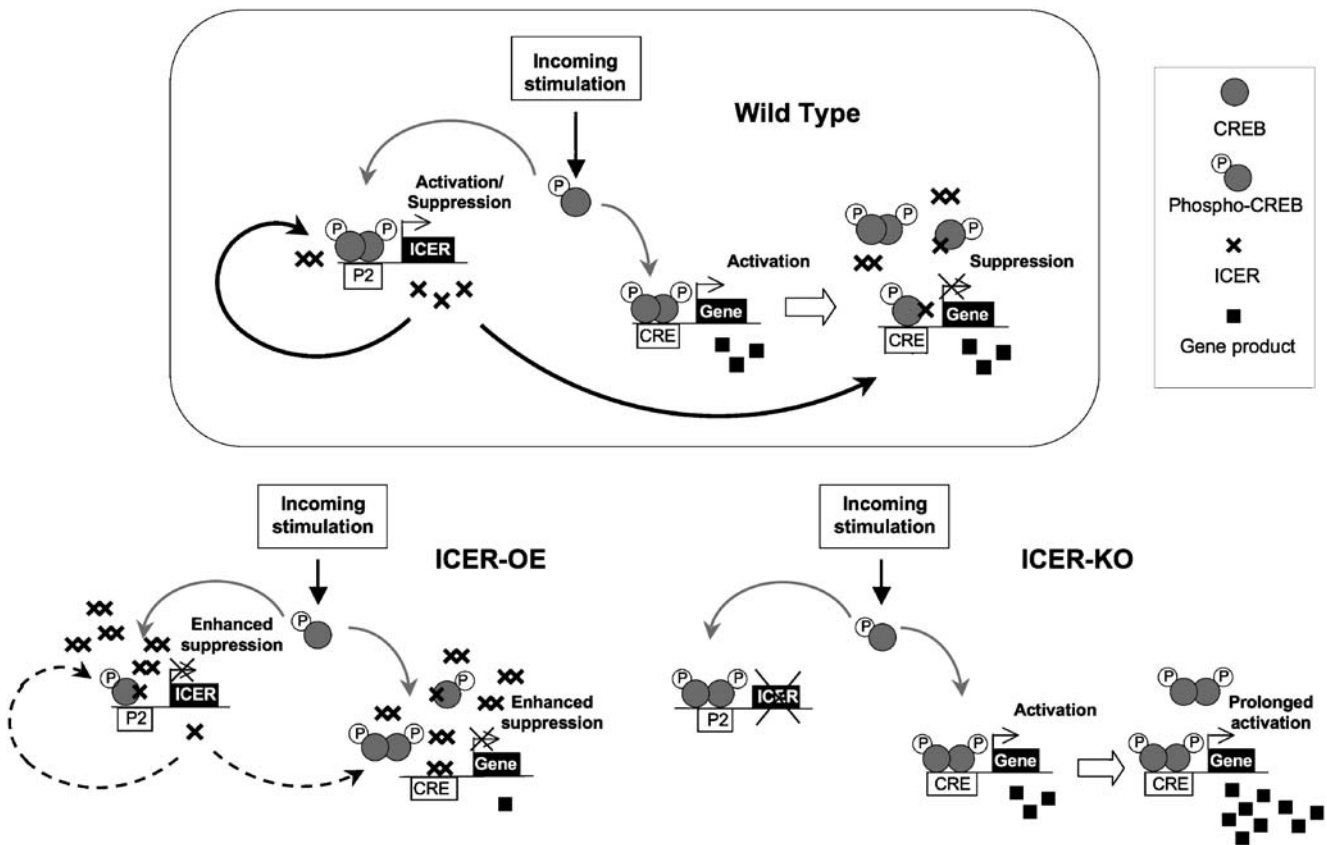 Incoming
stimulation
Wild Type
P
Activation/
Suppression
P P
ICER
P2
P P
Activation
Gene
CRE
P P
P
Suppression
P
Gene
CRE
CREB
P
Phospho-CREB
ICER
Gene product
Incoming
stimulation
ICER-OE
P
Enhanced
suppression
P
ICER
P2
P
Enhanced
suppression
P P
Gene
CRE
Incoming
stimulation
ICER-KO
P
P P
ICER
P2
Activation
P P
Gene
CRE
P P
Prolonged
activation
P P
Gene
CRE